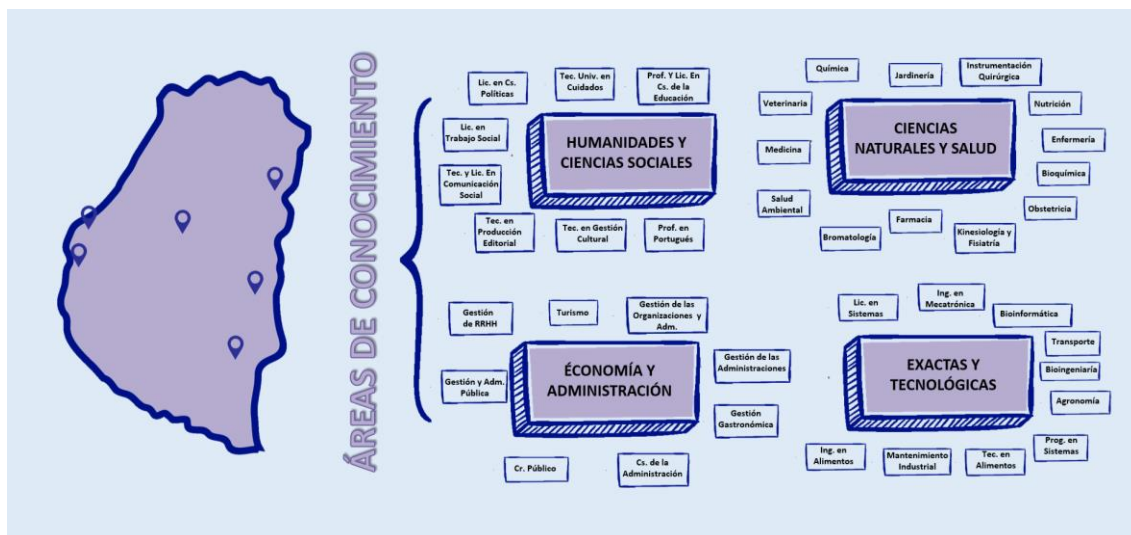 ÁREAS DE CONOCIMIENTO
Lic. en Cs.
Políticas
Tec. Univ. en
Cuidados
Prof. Y Lic. En
Cs. de la
Educación
Lic. en
Trabajo Social
HUMANIDADES Y
CIENCIAS SOCIALES
Tec. y Lic. En
Comunicación
Social
Tec. en
Producción
Editorial
Tec. en Gestión
Cultural
Prof. en
Portugués
Química
Jardinería
Instrumentación
Quirúrgica
Veterinaria
Nutrición
CIENCIAS
NATURALES Y SALUD
Medicina
Enfermería
Bioquímica
Salud
Ambiental
Obstetricia
Bromatología
Farmacia
Kinesiología y
Fisiatría
Gestión
de RRHH
Turismo
Gestión de las
Organizaciones y
Adm.
ÉCONOMÍA Y
ADMINISTRACIÓN
Gestión de las
Administraciones
Gestión y Adm.
Pública
Gestión
Gastronómica
Cr. Público
Cs. de la
Administración
Lic. en
Sistemas
Ing. en
Mecatrónica
Bioinformática
Transporte
EXACTAS Y
TECNOLÓGICAS
Bioingeniaría
Agronomía
Ing. en
Alimentos
Mantenimiento
Industrial
Tec. en
Alimentos
Prog. en
Sistemas